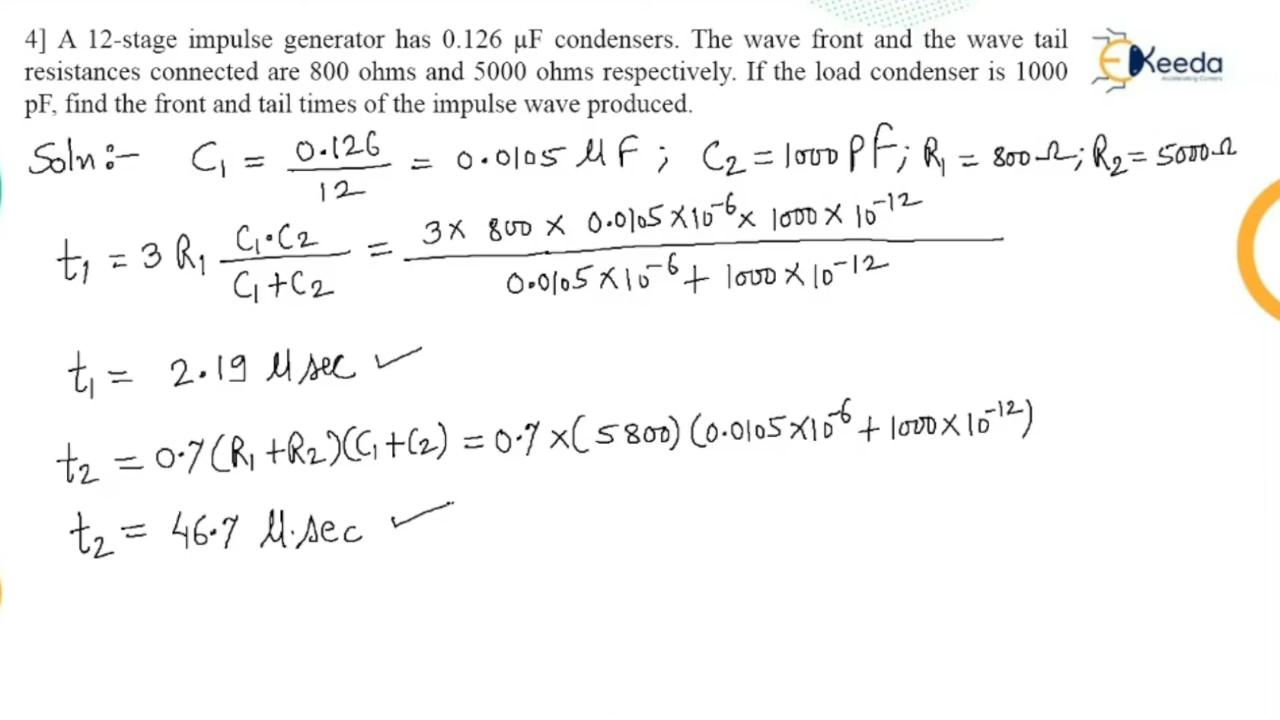 4] A 12-stage impulse generator has 0.126 μF condensers. The wave front and the wave tail
resistances connected are 800 ohms and 5000 ohms respectively. If the load condenser is 1000
pF, find the front and tail times of the impulse wave produced.
EKeeda
Soln :- C₁ = 0.126 / 12 = 0.0105 μF ; C₂ = 1000 PF ; R₁ = 800 Ω ; R₂ = 5000 Ω
t₁ = 3 R₁ C₁·C₂ / C₁+C₂ = 3 × 800 × 0.0105 × 10⁻⁶ × 1000 × 10⁻¹² / 0.0105 × 10⁻⁶ + 1000 × 10⁻¹²
t₁ = 2.19 μ sec ✓
t₂ = 0.7 (R₁ + R₂)(C₁ + C₂) = 0.7 × (5800) (0.0105 × 10⁻⁶ + 1000 × 10⁻¹²)
t₂ = 46.7 μ.sec ✓